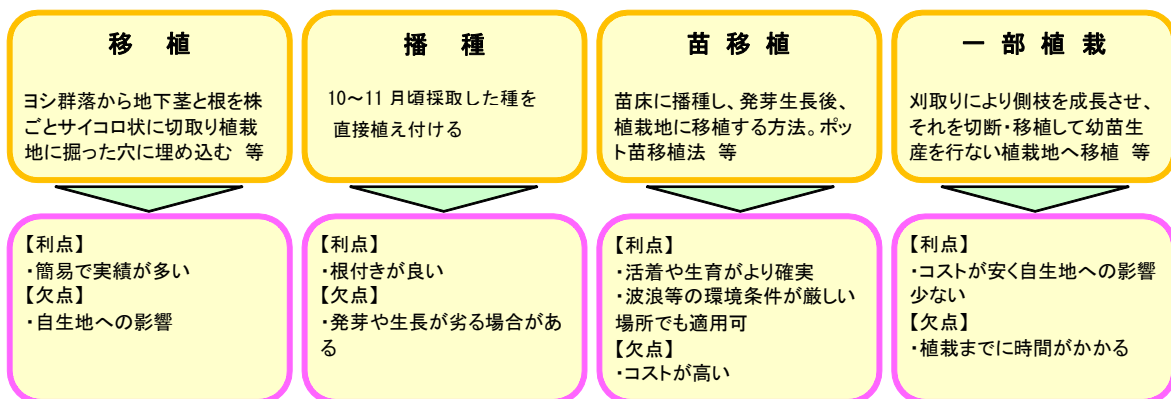 移 植
ヨシ群落から地下茎と根を株
ごとサイコロ状に切取り植栽
地に掘った穴に埋め込む 等
【利点】
・簡易で実績が多い
【欠点】
・自生地への影響
播 種
10～11 月頃採取した種を
直接植え付ける
【利点】
・根付きが良い
【欠点】
・発芽や生長が劣る場合があ
る
苗 移 植
苗床に播種し、発芽生長後、
植栽地に移植する方法。ポッ
ト苗移植法 等
【利点】
・活着や生育がより確実
・波浪等の環境条件が厳しい
場所でも適用可
【欠点】
・コストが高い
一 部 植 栽
刈取りにより側枝を成長させ、
それを切断・移植して幼苗生
産を行ない植栽地へ移植 等
【利点】
・コストが安く自生地への影響
少ない
【欠点】
・植栽までに時間がかかる